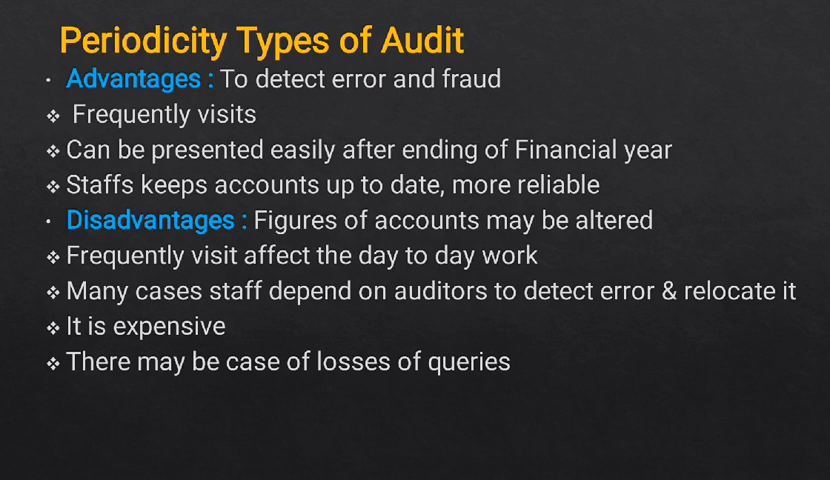 Periodicity Types of Audit
• Advantages : To detect error and fraud
❖ Frequently visits
❖ Can be presented easily after ending of Financial year
❖ Staffs keeps accounts up to date, more reliable
• Disadvantages : Figures of accounts may be altered
❖ Frequently visit affect the day to day work
❖ Many cases staff depend on auditors to detect error & relocate it
❖ It is expensive
❖ There may be case of losses of queries